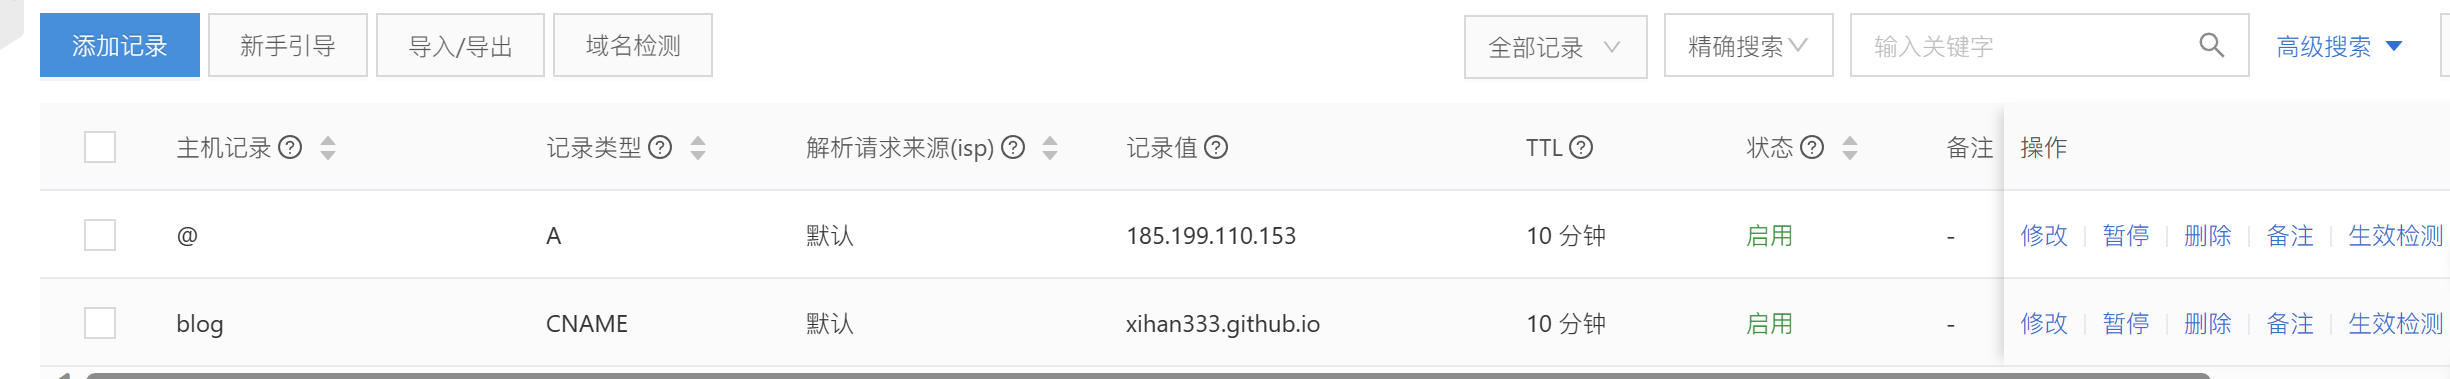 添加记录 新手引导 导入/导出 域名检测 全部记录 精确搜索 输入关键字 高级搜索
主机记录 记录类型 解析请求来源(isp) 记录值 TTL 状态 备注 操作
@ A 默认 185.199.110.153 10 分钟 启用 - 修改 暂停 删除 备注 生效检测
blog CNAME 默认 xihan333.github.io 10 分钟 启用 - 修改 暂停 删除 备注 生效检测